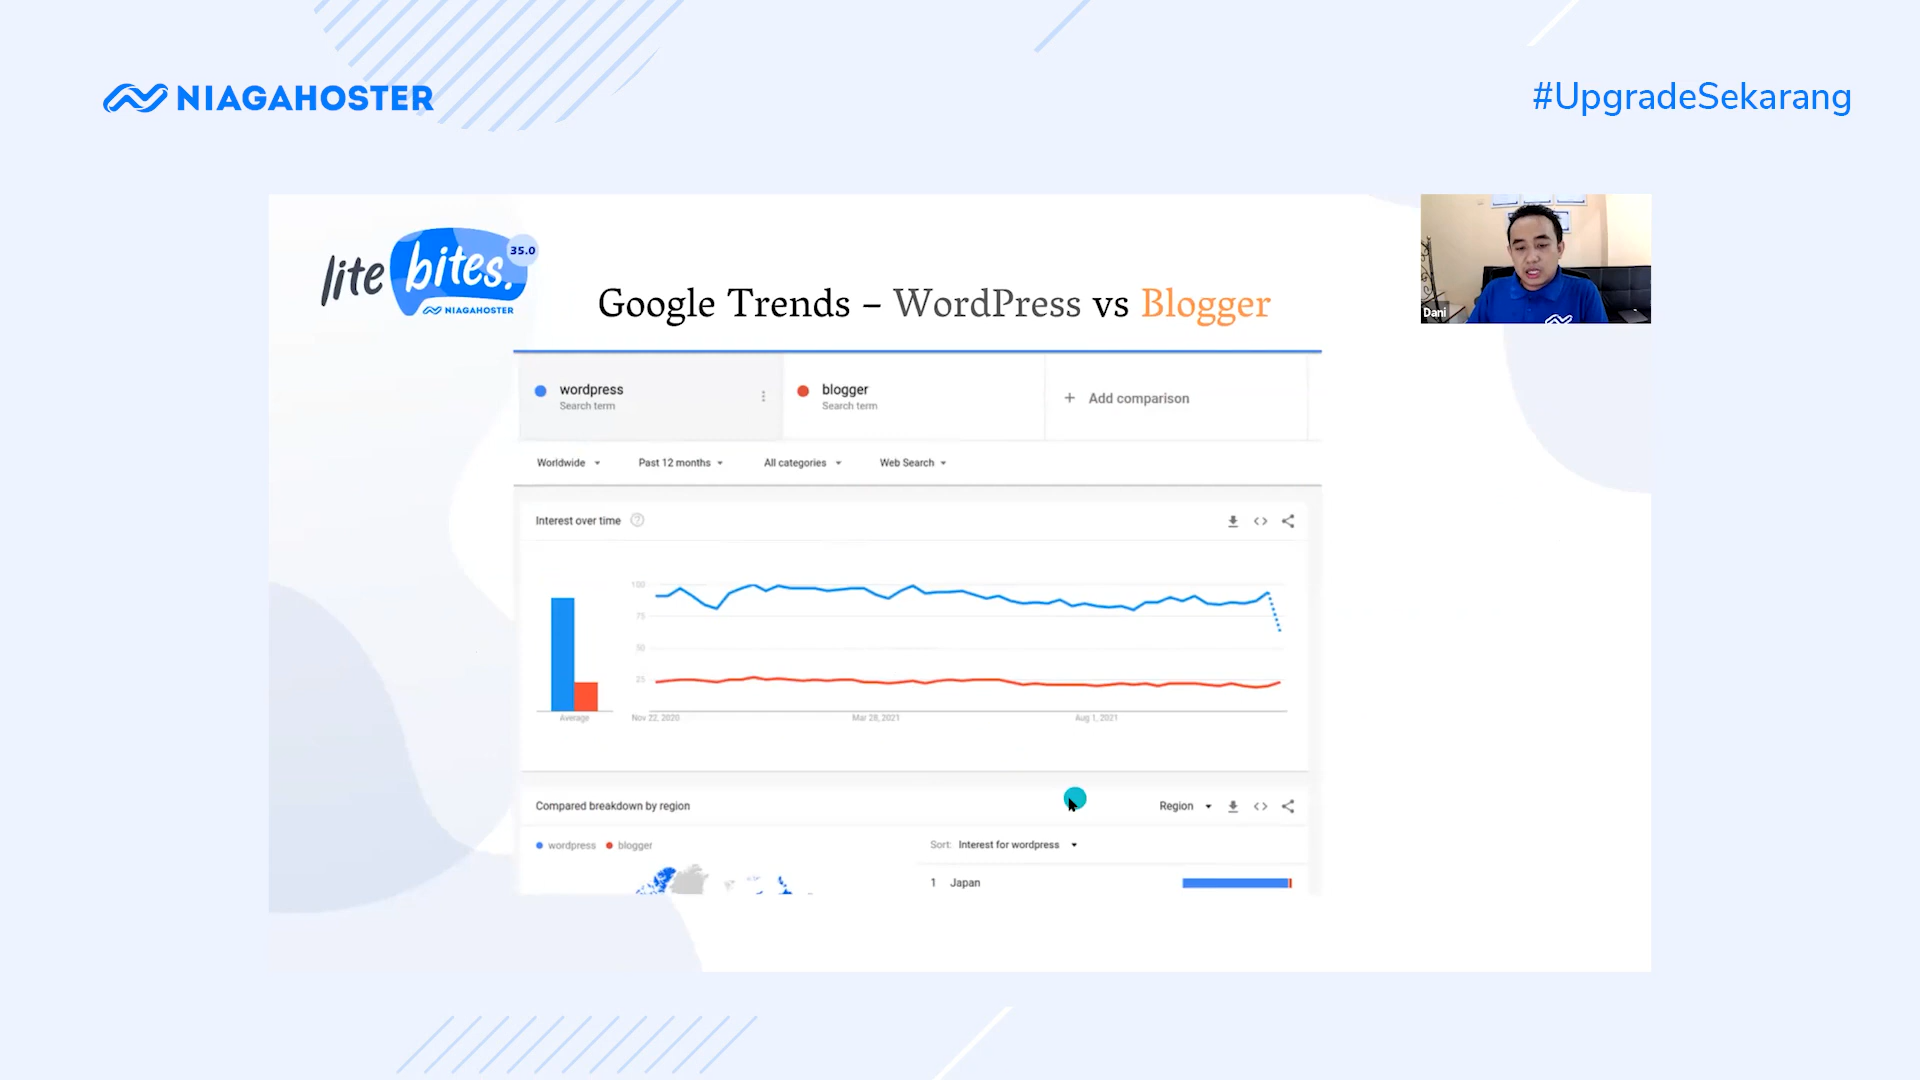 NIAGAHOSTER
#UpgradeSekarang
lite bites.
35.0
NIAGAHOSTER
Dani
Google Trends – WordPress vs Blogger
wordpress
Search term
blogger
Search term
+ Add comparison
Worldwide
Past 12 months
All categories
Web Search
Interest over time
100
75
50
25
Average
Nov 22, 2020
Mar 28, 2021
Aug 1, 2021
Compared breakdown by region
Region
wordpress
blogger
Sort: Interest for wordpress
1 Japan